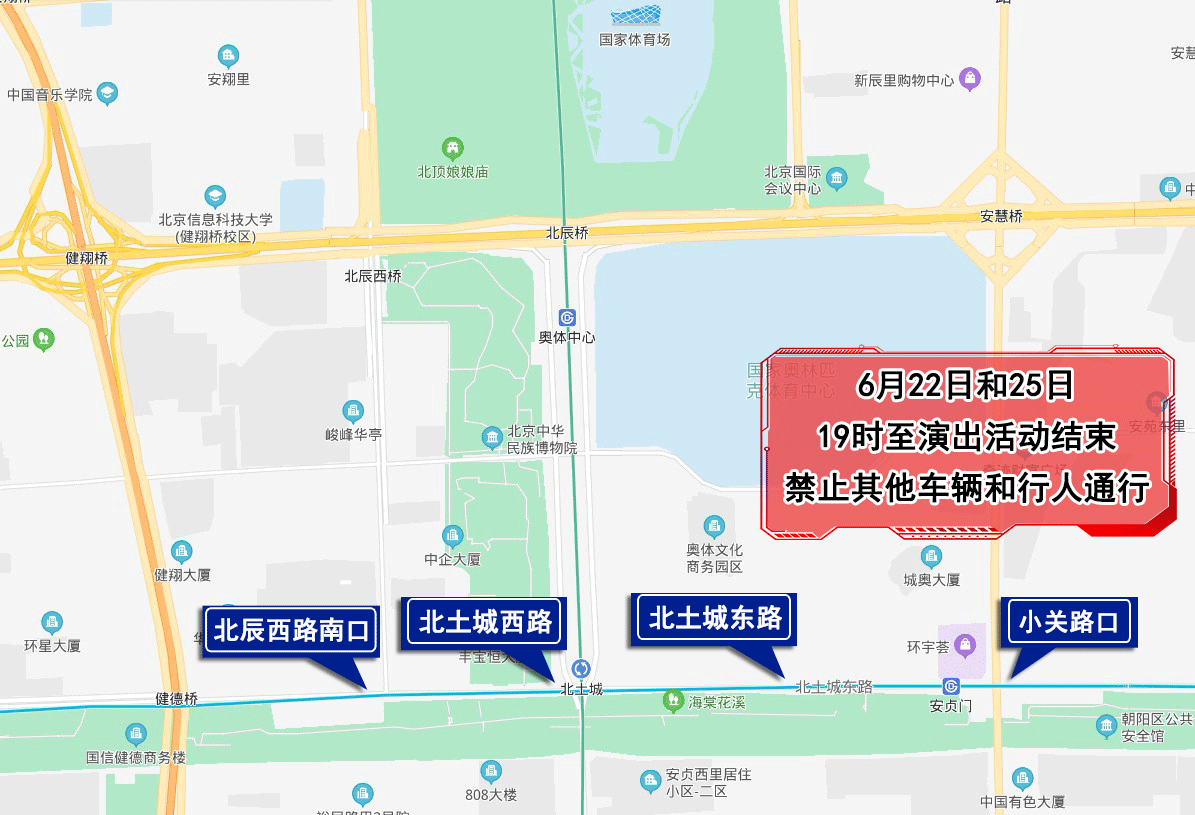 国家体育场
安翔里
新辰里购物中心
中国音乐学院
北顶娘娘庙
北京国际
会议中心
北京信息科技大学
(健翔桥校区)
安慧桥
北辰桥
健翔桥
北辰西桥
公园
奥体中心
国家奥林匹
克体育中心
6月22日和25日
19时至演出活动结束
禁止其他车辆和行人通行
峻峰华亭
北京中华
民族博物院
安苑东里
中企大厦
奥体文化
商务园区
健翔大厦
城奥大厦
北辰西路南口
北土城西路
北土城东路
小关路口
环星大厦
环宇荟
北土城
北土城东路
健德桥
海棠花溪
安贞门
朝阳区公共
安全馆
国信健德商务楼
808大楼
安贞西里居住
小区-二区
中国有色大厦